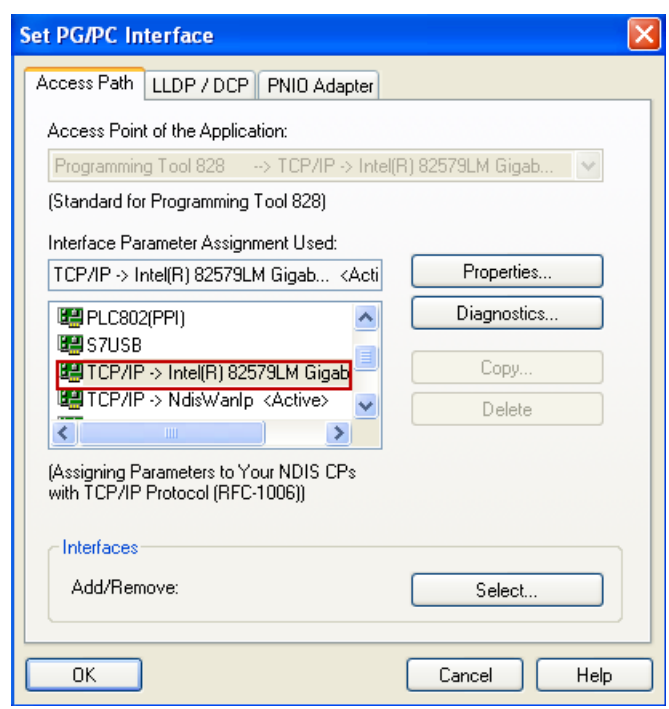 Set PG/PC Interface
Access Path LLDP / DCP PNIO Adapter
Access Point of the Application:
Programming Tool 828 --> TCP/IP -> Intel(R) 82579LM Gigab...
(Standard for Programming Tool 828)
Interface Parameter Assignment Used:
TCP/IP -> Intel(R) 82579LM Gigab... <Acti
Properties...
PLC802(PPI)
Diagnostics...
S7USB
TCP/IP -> Intel(R) 82579LM Gigab
Copy...
TCP/IP -> NdisWanIp <Active>
Delete
(Assigning Parameters to Your NDIS CPs
with TCP/IP Protocol (RFC-1006))
Interfaces
Add/Remove:
Select...
OK Cancel Help